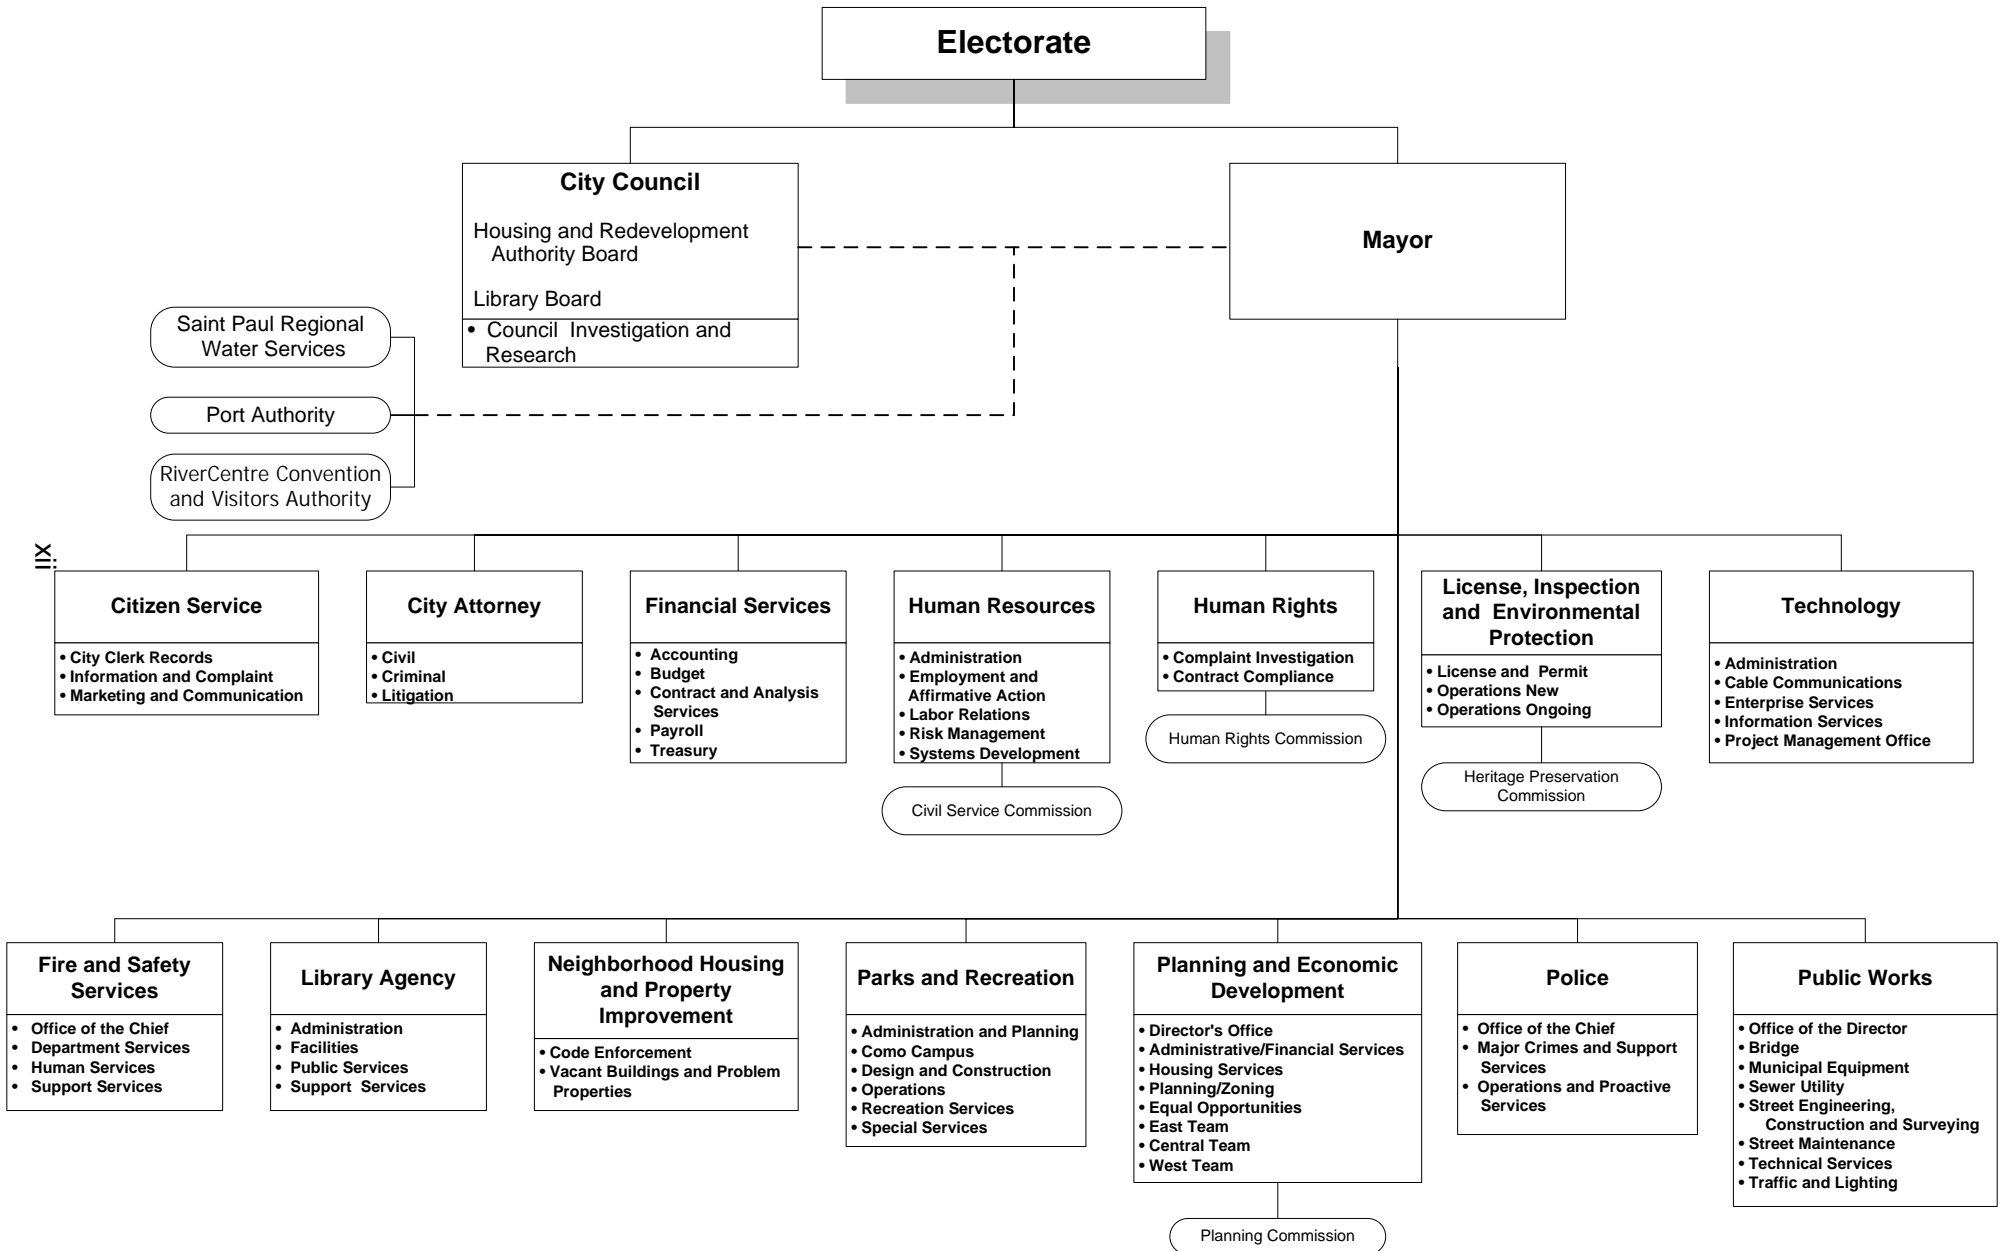 Electorate
City Council
Housing and Redevelopment
Authority Board
Library Board
• Council Investigation and
Research
Mayor
Saint Paul Regional
Water Services
Port Authority
RiverCentre Convention
and Visitors Authority
xiii
Citizen Service
• City Clerk Records
• Information and Complaint
• Marketing and Communication
City Attorney
• Civil
• Criminal
• Litigation
Financial Services
• Accounting
• Budget
• Contract and Analysis
Services
• Payroll
• Treasury
Human Resources
• Administration
• Employment and
Affirmative Action
• Labor Relations
• Risk Management
• Systems Development
Civil Service Commission
Human Rights
• Complaint Investigation
• Contract Compliance
Human Rights Commission
License, Inspection
and Environmental
Protection
• License and Permit
• Operations New
• Operations Ongoing
Heritage Preservation
Commission
Technology
• Administration
• Cable Communications
• Enterprise Services
• Information Services
• Project Management Office
Fire and Safety
Services
• Office of the Chief
• Department Services
• Human Services
• Support Services
Library Agency
• Administration
• Facilities
• Public Services
• Support Services
Neighborhood Housing
and Property
Improvement
• Code Enforcement
• Vacant Buildings and Problem
Properties
Parks and Recreation
• Administration and Planning
• Como Campus
• Design and Construction
• Operations
• Recreation Services
• Special Services
Planning and Economic
Development
• Director's Office
• Administrative/Financial Services
• Housing Services
• Planning/Zoning
• Equal Opportunities
• East Team
• Central Team
• West Team
Planning Commission
Police
• Office of the Chief
• Major Crimes and Support
Services
• Operations and Proactive
Services
Public Works
• Office of the Director
• Bridge
• Municipal Equipment
• Sewer Utility
• Street Engineering,
Construction and Surveying
• Street Maintenance
• Technical Services
• Traffic and Lighting